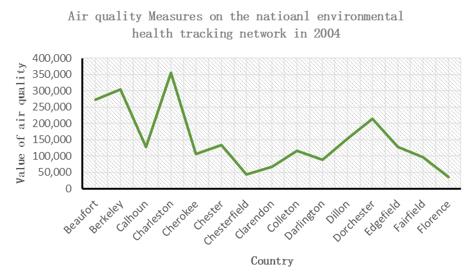 Air quality Measures on the natioanl environmental
health tracking network in 2004
Value of air quality
400,000
350,000
300,000
250,000
200,000
150,000
100,000
50,000
0
Beaufort
Berkeley
Calhoun
Charleston
Cherokee
Chester
Chesterfield
Clarendon
Colleton
Darlington
Dillon
Dorchester
Edgefield
Fairfield
Florence
Country